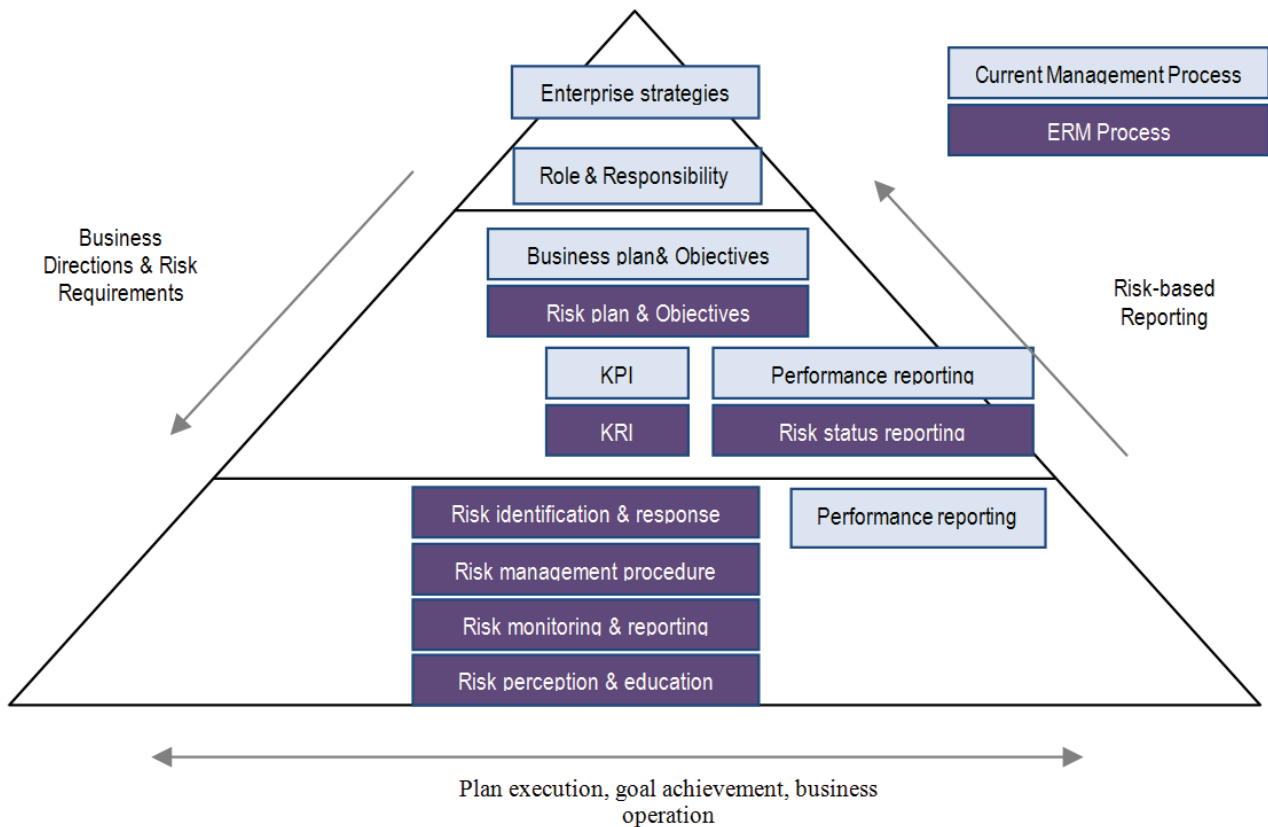 Enterprise strategies
Current Management Process
ERM Process
Role & Responsibility
Business
Directions & Risk
Requirements
Business plan& Objectives
Risk plan & Objectives
Risk-based
Reporting
KPI
Performance reporting
KRI
Risk status reporting
Risk identification & response
Performance reporting
Risk management procedure
Risk monitoring & reporting
Risk perception & education
Plan execution, goal achievement, business
operation